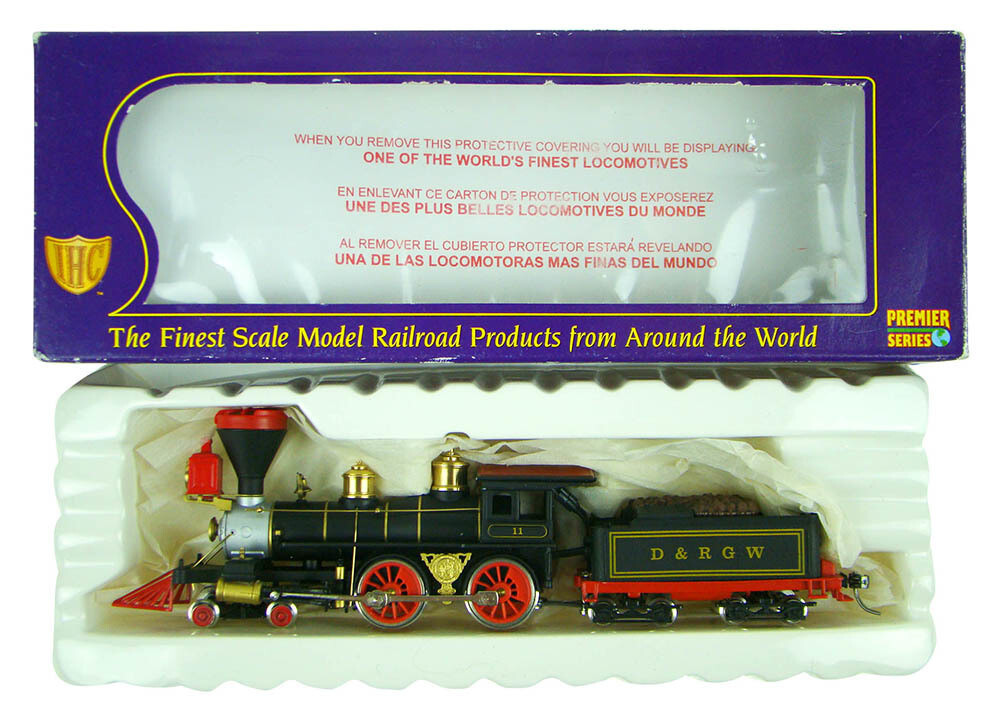 WHEN YOU REMOVE THIS PROTECTIVE COVERING YOU WILL BE DISPLAYING
ONE OF THE WORLD'S FINEST LOCOMOTIVES
EN ENLEVANT CE CARTON DE PROTECTION VOUS EXPOSEREZ
UNE DES PLUS BELLES LOCOMOTIVES DU MONDE
AL REMOVER EL CUBIERTO PROTECTOR ESTARÁ REVELANDO
UNA DE LAS LOCOMOTORAS MAS FINAS DEL MUNDO
IHC
TM
The Finest Scale Model Railroad Products from Around the World
PREMIER
SERIES
11
D & R G W